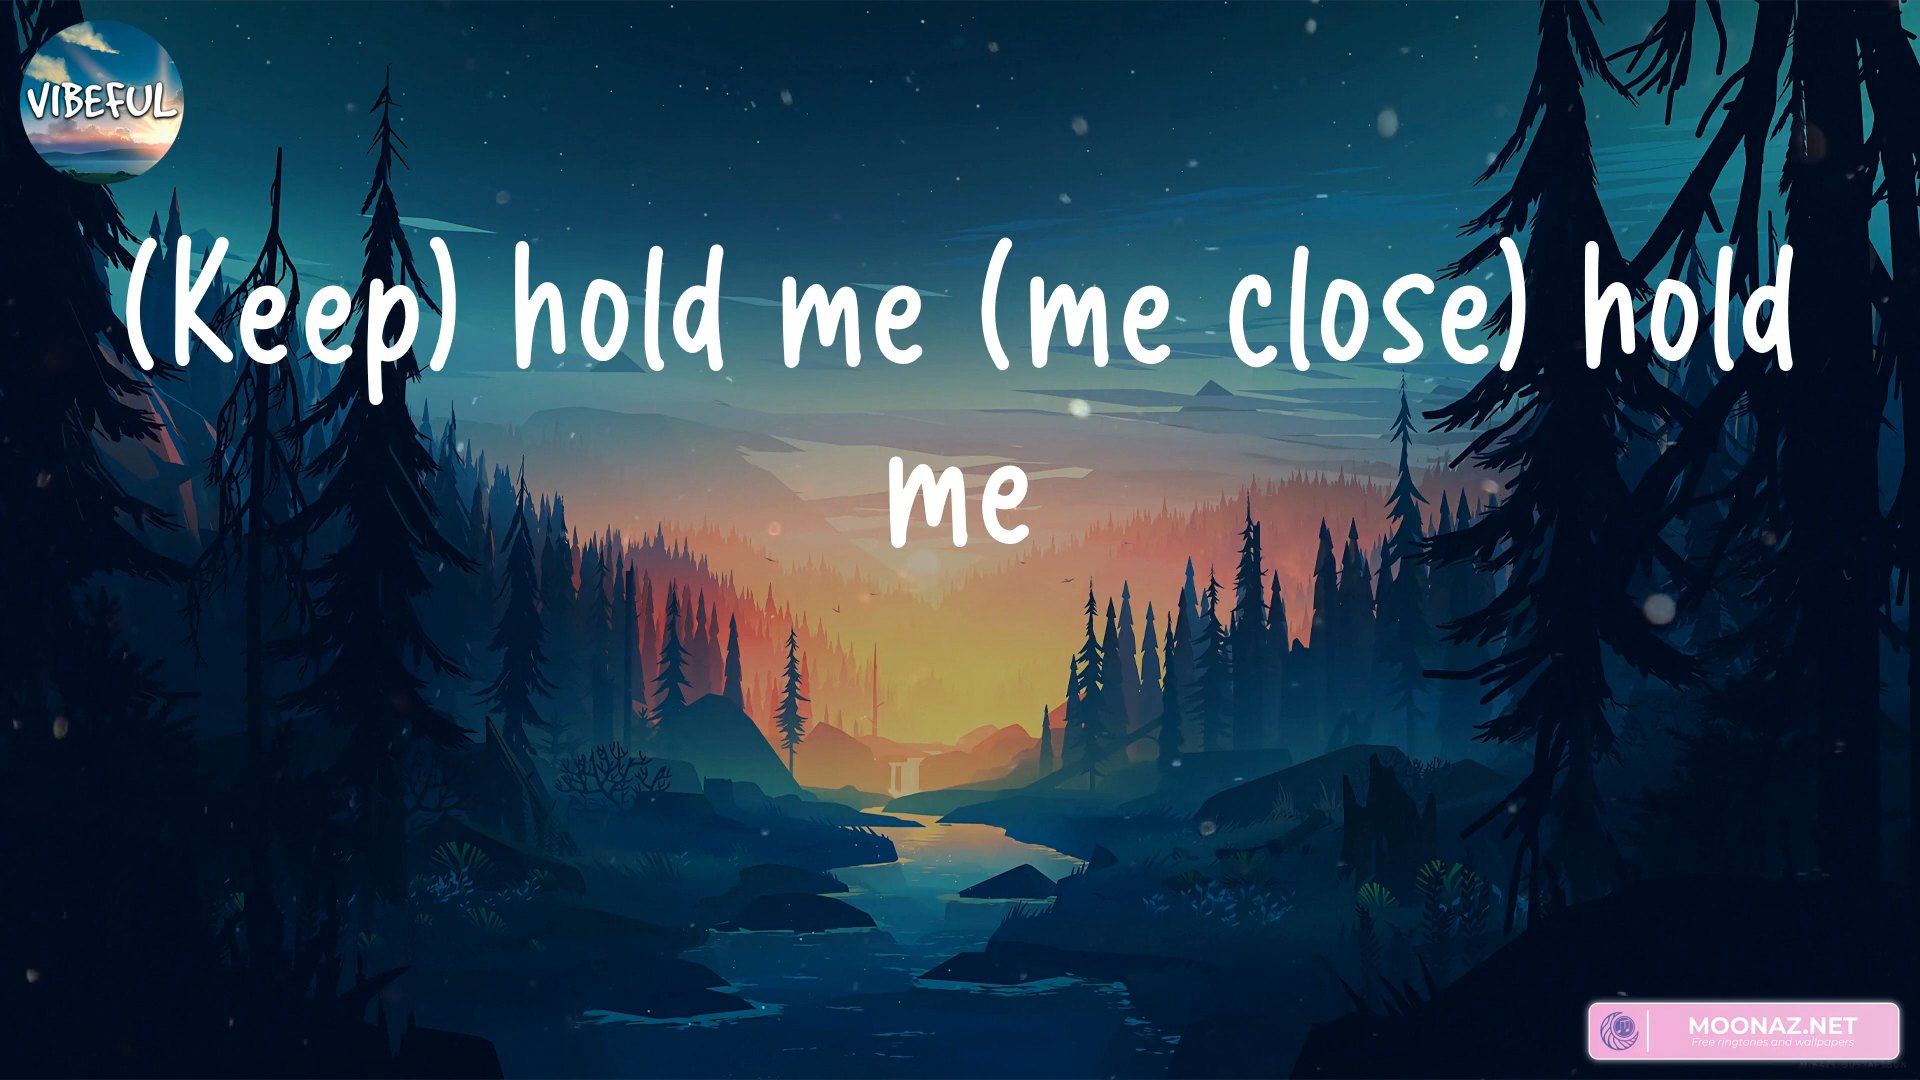 VIBEFUL
(Keep) hold me (me close) hold
me
MOONAZ.NET
Free ringtones and wallpapers